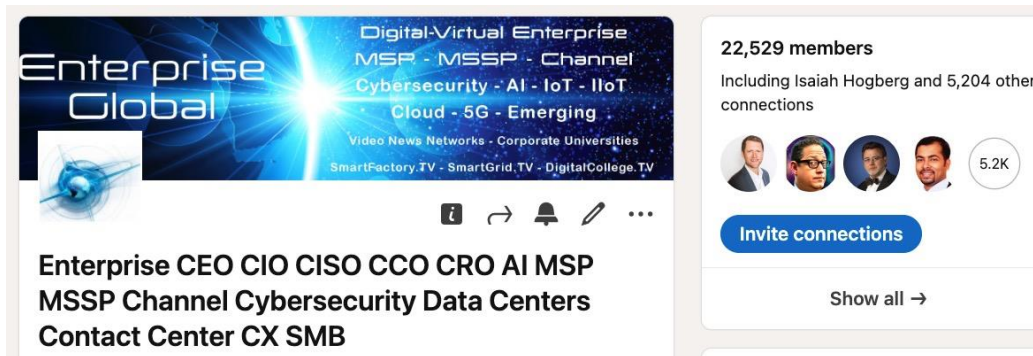 Enterprise
Global
Digital-Virtual Enterprise
MSP - MSSP - Channel
Cybersecurity - AI - IoT - IIoT
Cloud - 5G - Emerging
Video News Networks - Corporate Universities
SmartFactory.TV - SmartGrid.TV - DigitalCollege.TV
Enterprise CEO CIO CISO CCO CRO AI MSP
MSSP Channel Cybersecurity Data Centers
Contact Center CX SMB
22,529 members
Including Isaiah Hogberg and 5,204 other
connections
5.2K
Invite connections
Show all →